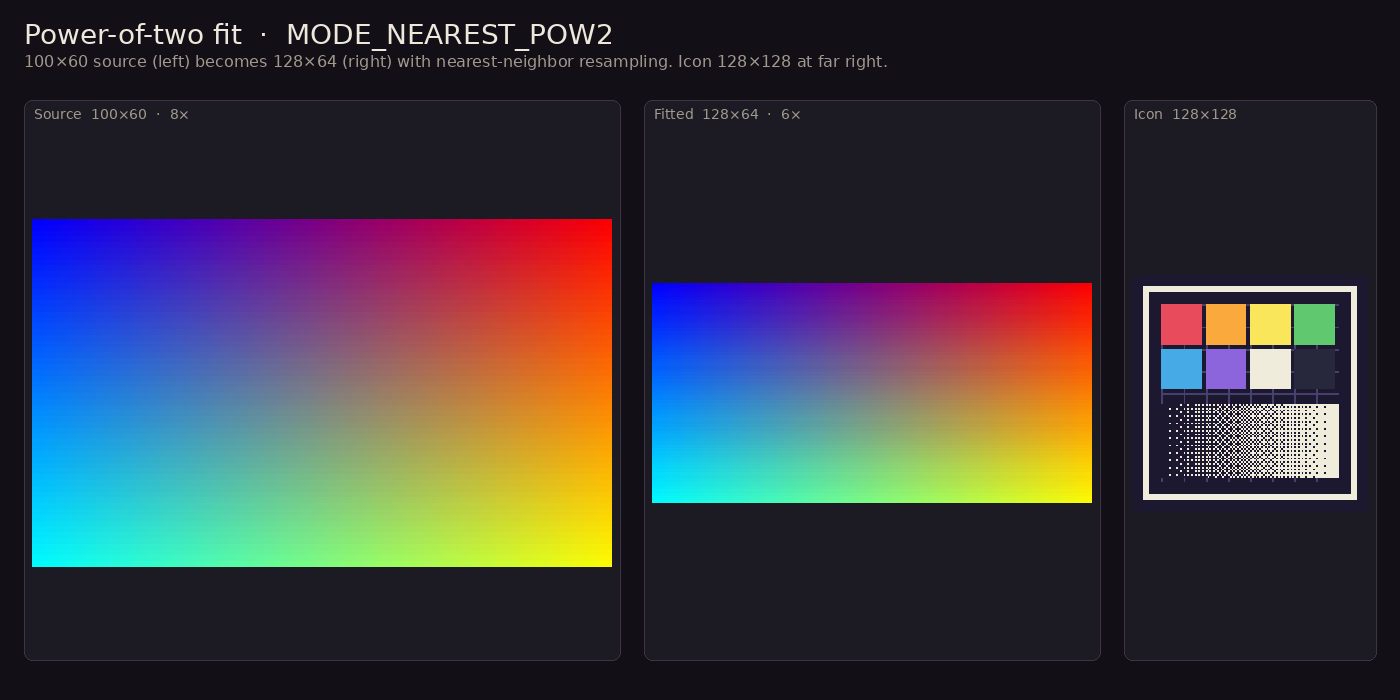 Power-of-two fit · MODE_NEAREST_POW2
100×60 source (left) becomes 128×64 (right) with nearest-neighbor resampling. Icon 128×128 at far right.
Source 100×60 · 8×
Fitted 128×64 · 6×
Icon 128×128